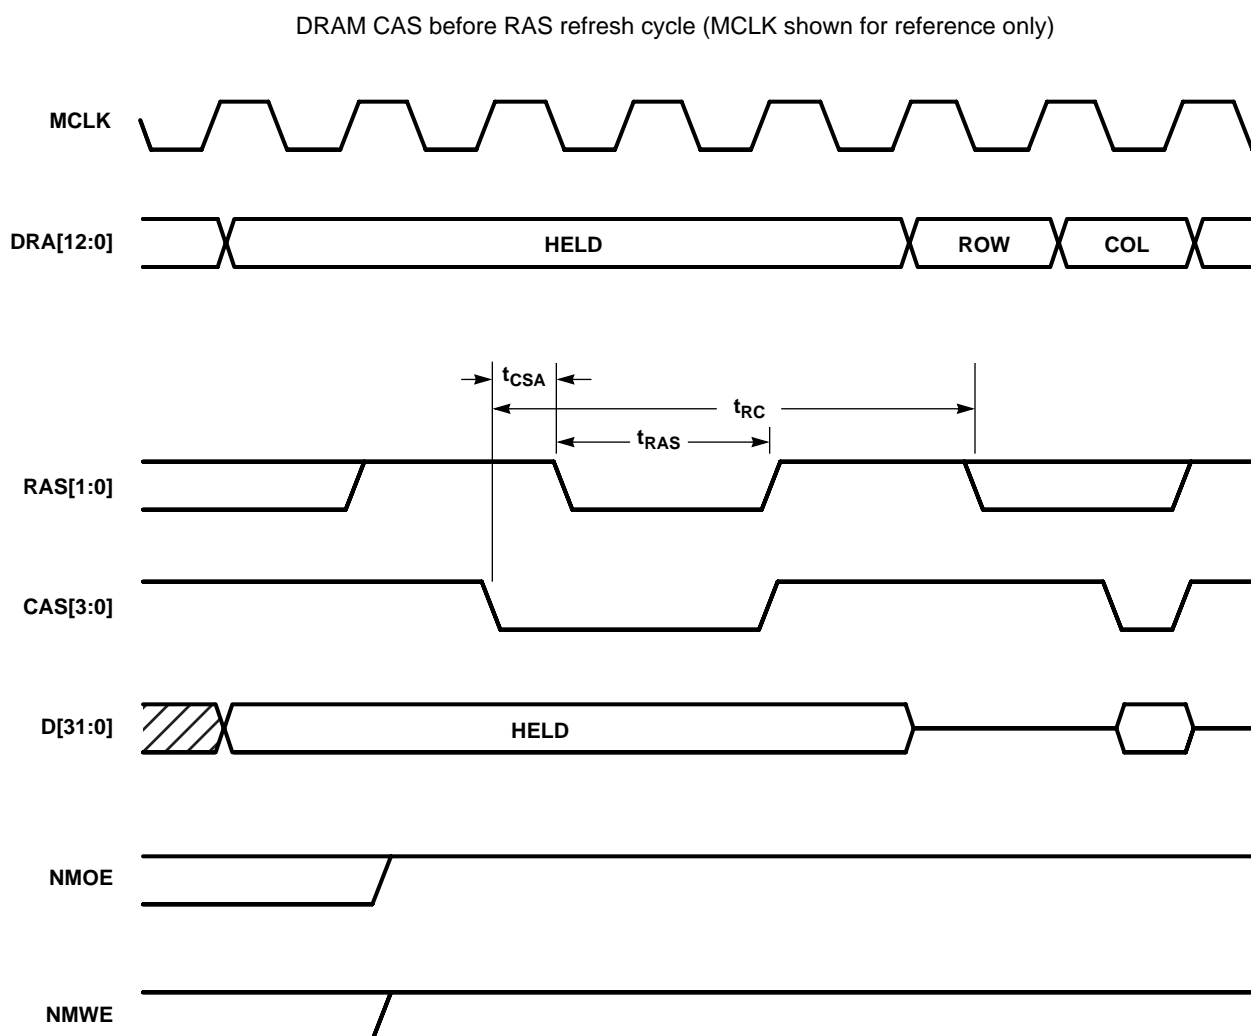 DRAM CAS before RAS refresh cycle (MCLK shown for reference only)
MCLK
DRA[12:0]
HELD
ROW
COL
tCSA
tRC
tRAS
RAS[1:0]
CAS[3:0]
D[31:0]
HELD
NMOE
NMWE